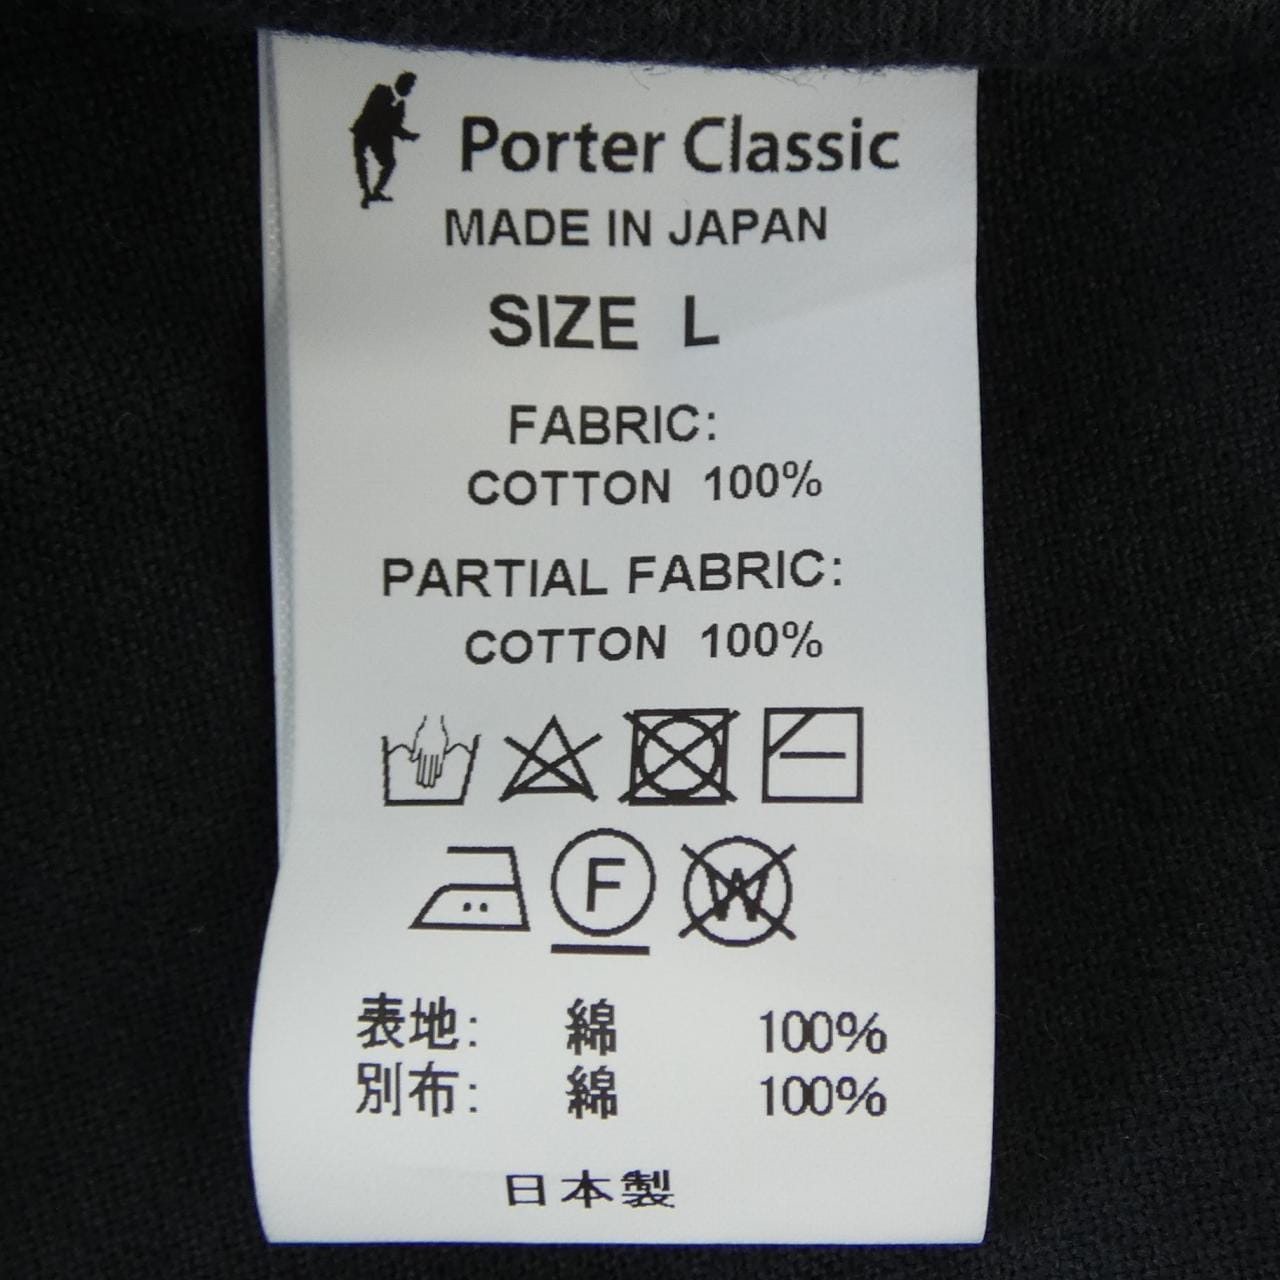 Porter Classic
MADE IN JAPAN
SIZE L
FABRIC:
COTTON 100%
PARTIAL FABRIC:
COTTON 100%
F W
表地: 綿 100%
別布: 綿 100%
日本製